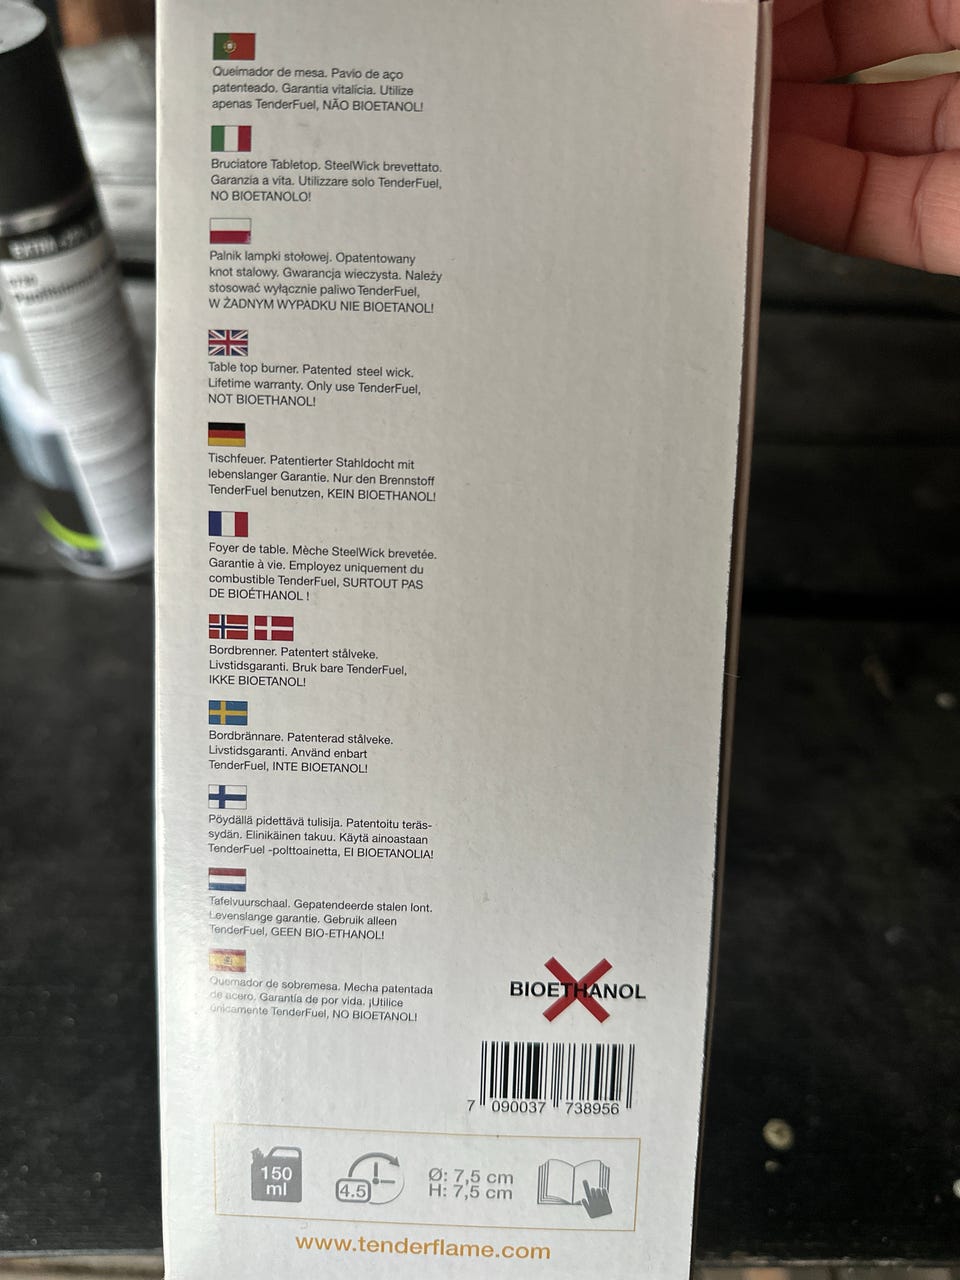 Queimador de mesa. Pavio de aço
patenteado. Garantia vitalícia. Utilize
apenas TenderFuel, NÃO BIOETANOL!
Bruciatore Tabletop. SteelWick brevettato.
Garanzia a vita. Utilizzare solo TenderFuel,
NO BIOETANOLO!
Palnik lampki stołowej. Opatentowany
knot stalowy. Gwarancja wieczysta. Należy
stosować wyłącznie paliwo TenderFuel,
W ŻADNYM WYPADKU NIE BIOETANOL!
Table top burner. Patented steel wick.
Lifetime warranty. Only use TenderFuel,
NOT BIOETHANOL!
Tischfeuer. Patentierter Stahldocht mit
lebenslanger Garantie. Nur den Brennstoff
TenderFuel benutzen, KEIN BIOETHANOL!
Foyer de table. Mèche SteelWick brevetée.
Garantie à vie. Employez uniquement du
combustible TenderFuel, SURTOUT PAS
DE BIOÉTHANOL !
Bordbrenner. Patentert stålveke.
Livstidsgaranti. Bruk bare TenderFuel,
IKKE BIOETANOL!
Bordbrännare. Patenterad stålveke.
Livstidsgaranti. Använd enbart
TenderFuel, INTE BIOETANOL!
Pöydällä pidettävä tulisija. Patentoitu teräs-
sydän. Elinikäinen takuu. Käytä ainoastaan
TenderFuel -polttoainetta, EI BIOETANOLIA!
Tafelvuurschaal. Gepatendeerde stalen lont.
Levenslange garantie. Gebruik alleen
TenderFuel, GEEN BIO-ETHANOL!
Quemador de sobremesa. Mecha patentada
de acero. Garantía de por vida. ¡Utilice
únicamente TenderFuel, NO BIOETANOL!
BIOETHANOL
7 090037 738956
150
ml
4.5
Ø: 7,5 cm
H: 7,5 cm
www.tenderflame.com